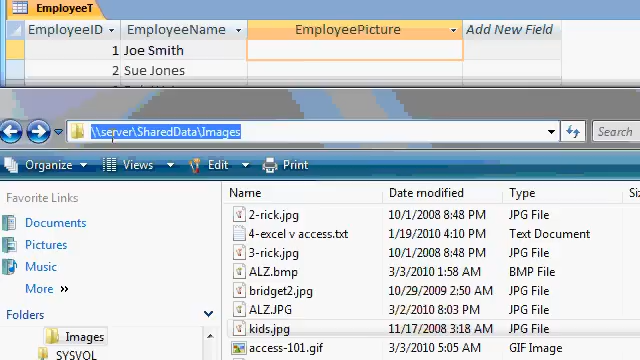 EmployeeT
EmployeeID EmployeeName EmployeePicture Add New Field
1 Joe Smith
2 Sue Jones
\\server\SharedData\Images Search
Organize Views Edit Print
Favorite Links
Documents
Pictures
Music
More »
Folders
Images
SYSVOL
Name Date modified Type
2-rick.jpg 10/1/2008 8:48 PM JPG File
4-excel v access.txt 1/19/2010 4:10 PM Text Document
3-rick.jpg 10/1/2008 8:48 PM JPG File
ALZ.bmp 3/3/2010 1:58 AM BMP File
bridget2.jpg 10/29/2009 2:50 AM JPG File
ALZ.JPG 3/2/2010 8:03 PM JPG File
kids.jpg 11/17/2008 3:18 AM JPG File
access-101.gif 3/3/2010 5:05 AM GIF Image